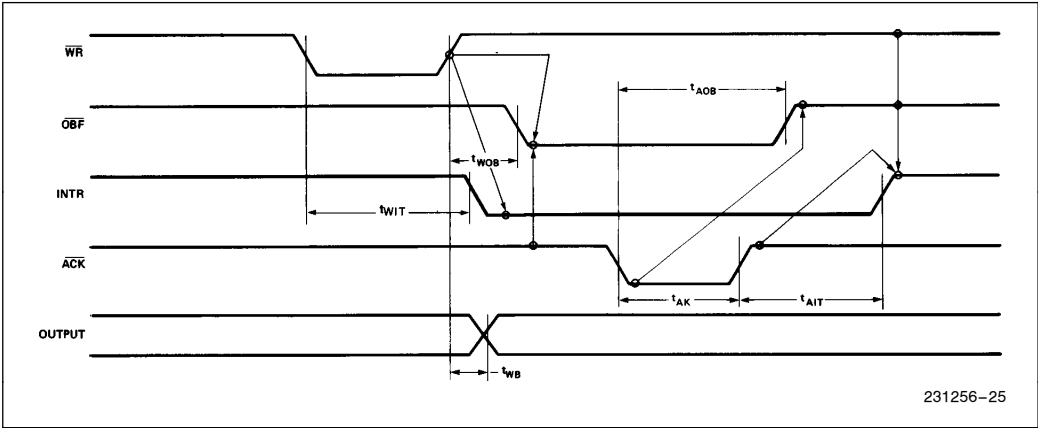 WR
tAOB
OBF
tWOB
INTR
tWIT
ACK
tAK
tAIT
OUTPUT
tWB
231256-25